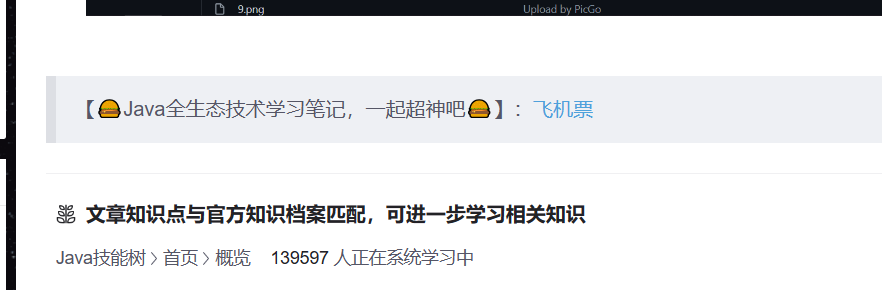 9.png Upload by PicGo
【🍔Java全生态技术学习笔记，一起超神吧🍔】：飞机票
文章知识点与官方知识档案匹配，可进一步学习相关知识
Java技能树 > 首页 > 概览 139597 人正在系统学习中